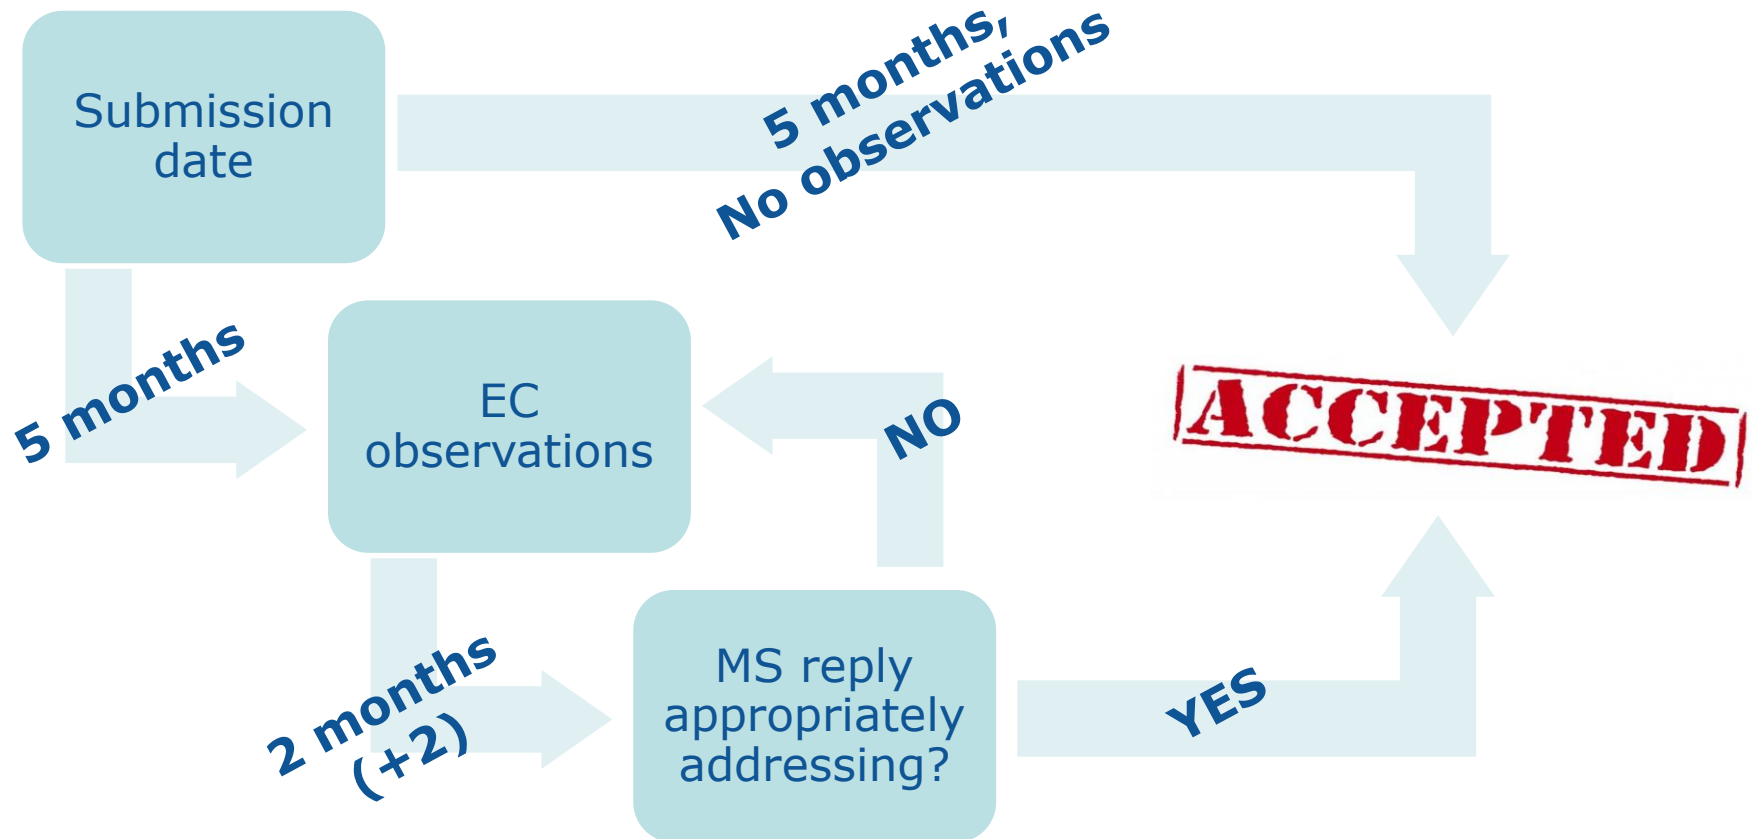 Submission
date
5 months,
No observations
5 months
EC
observations
NO
ACCEPTED
2 months
(+2)
MS reply
appropriately
addressing?
YES